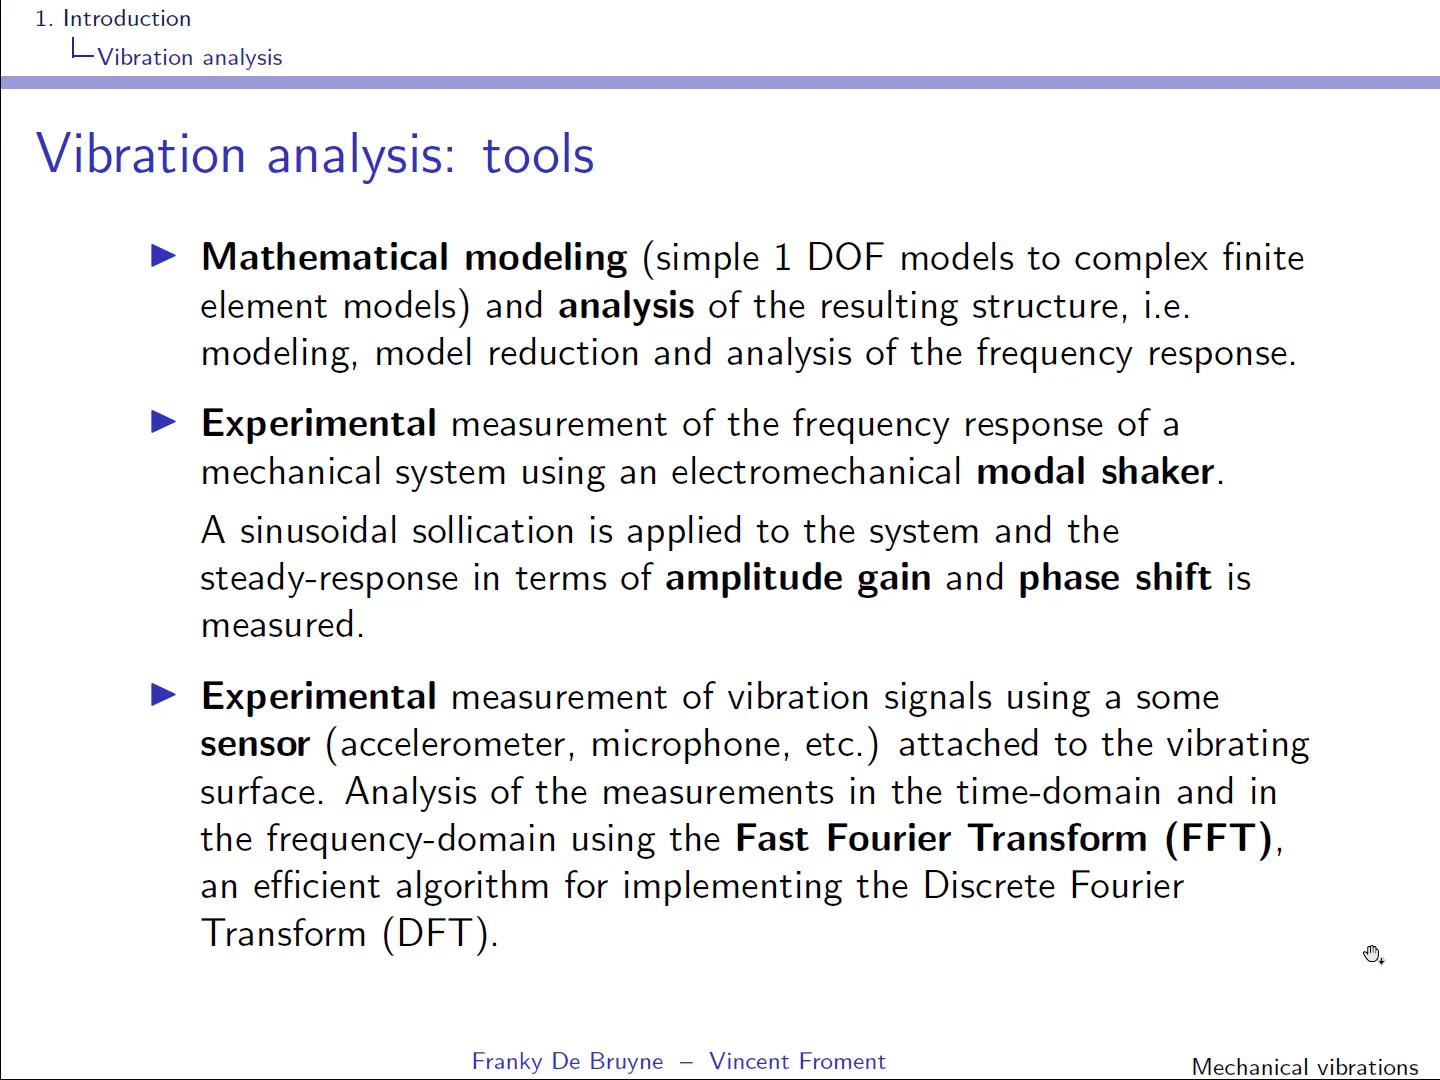 1. Introduction
Vibration analysis
Vibration analysis: tools
Mathematical modeling (simple 1 DOF models to complex finite
element models) and analysis of the resulting structure, i.e.
modeling, model reduction and analysis of the frequency response.
Experimental measurement of the frequency response of a
mechanical system using an electromechanical modal shaker.
A sinusoidal sollication is applied to the system and the
steady-response in terms of amplitude gain and phase shift is
measured.
Experimental measurement of vibration signals using a some
sensor (accelerometer, microphone, etc.) attached to the vibrating
surface. Analysis of the measurements in the time-domain and in
the frequency-domain using the Fast Fourier Transform (FFT),
an efficient algorithm for implementing the Discrete Fourier
Transform (DFT).
Franky De Bruyne – Vincent Froment
Mechanical vibrations